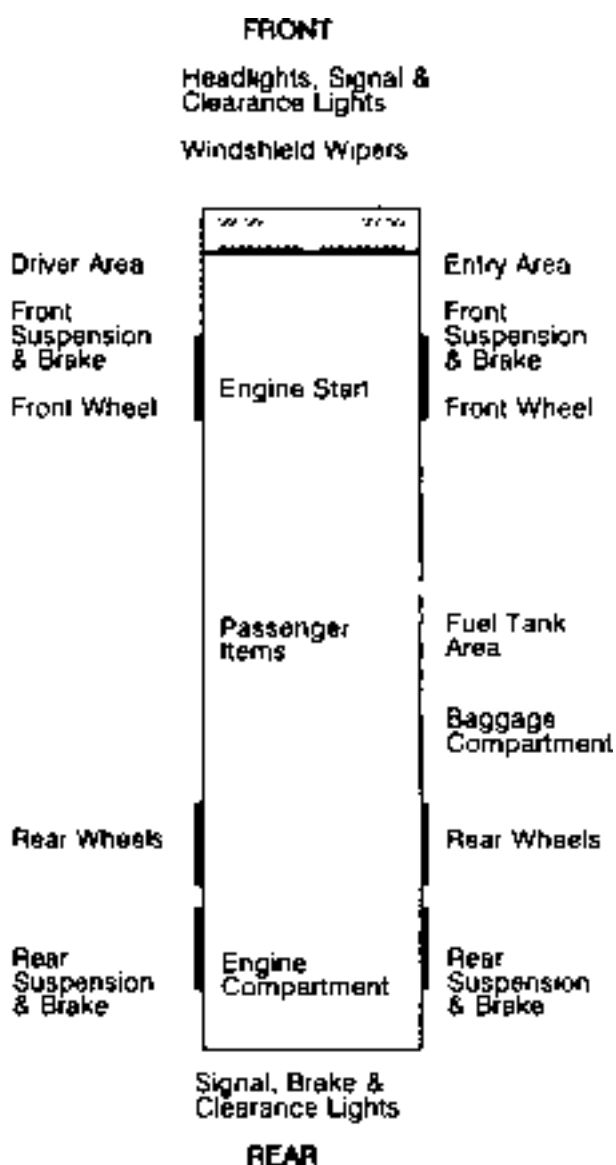 FRONT
Headlights, Signal &
Clearance Lights
Windshield Wipers
Driver Area
Entry Area
Front
Suspension
& Brake
Front
Suspension
& Brake
Engine Start
Front Wheel
Front Wheel
Passenger
Items
Fuel Tank
Area
Baggage
Compartment
Rear Wheels
Rear Wheels
Rear
Suspension
& Brake
Engine
Compartment
Rear
Suspension
& Brake
Signal, Brake &
Clearance Lights
REAR